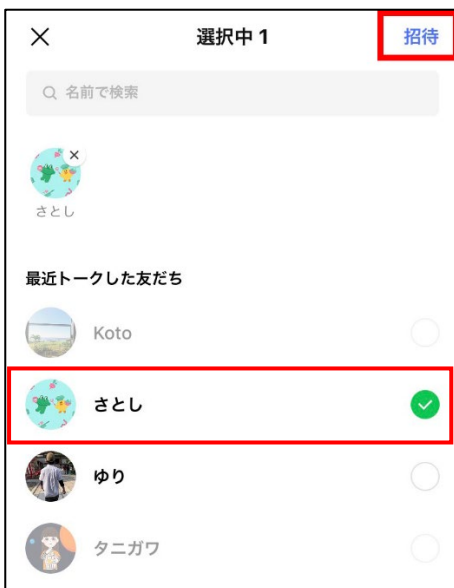 選択中 1
招待
名前で検索
さとし
最近トークした友だち
Koto
さとし
ゆり
タニガワ